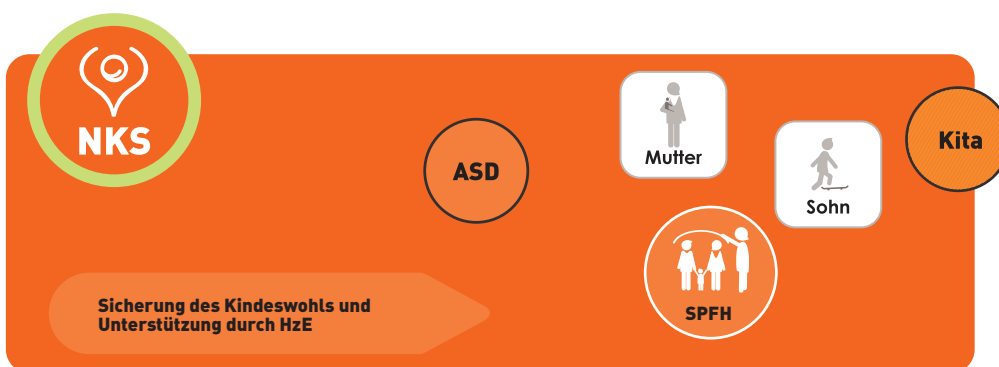 NKS
ASD
Mutter
Sohn
Kita
SPFH
Sicherung des Kindeswohls und
Unterstützung durch HzE